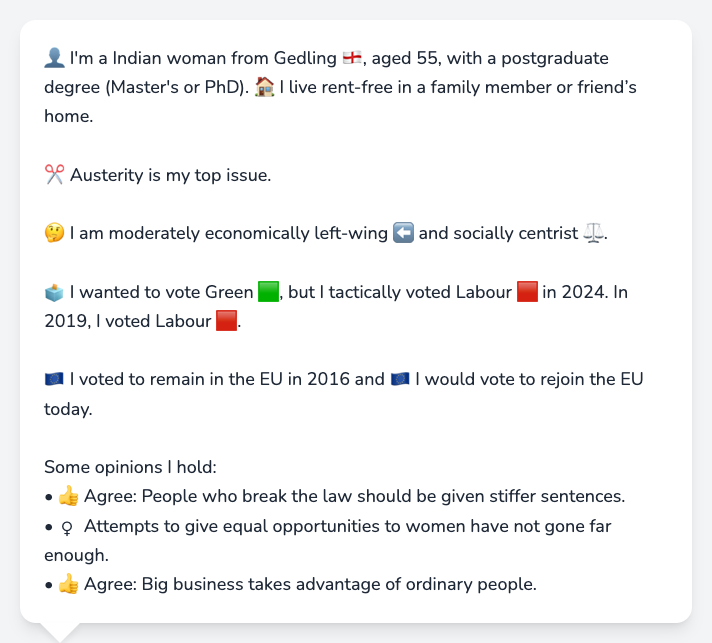 👤 I'm a Indian woman from Gedling 🏴󠁧󠁢󠁥󠁮󠁧󠁿, aged 55, with a postgraduate
degree (Master's or PhD). 🏠 I live rent-free in a family member or friend’s
home.
✂️ Austerity is my top issue.
🤔 I am moderately economically left-wing ⬅️ and socially centrist ⚖️.
🗳️ I wanted to vote Green 🟩, but I tactically voted Labour 🟥 in 2024. In
2019, I voted Labour 🟥.
🇪🇺 I voted to remain in the EU in 2016 and 🇪🇺 I would vote to rejoin the EU
today.
Some opinions I hold:
• 👍 Agree: People who break the law should be given stiffer sentences.
• ♀ Attempts to give equal opportunities to women have not gone far
enough.
• 👍 Agree: Big business takes advantage of ordinary people.